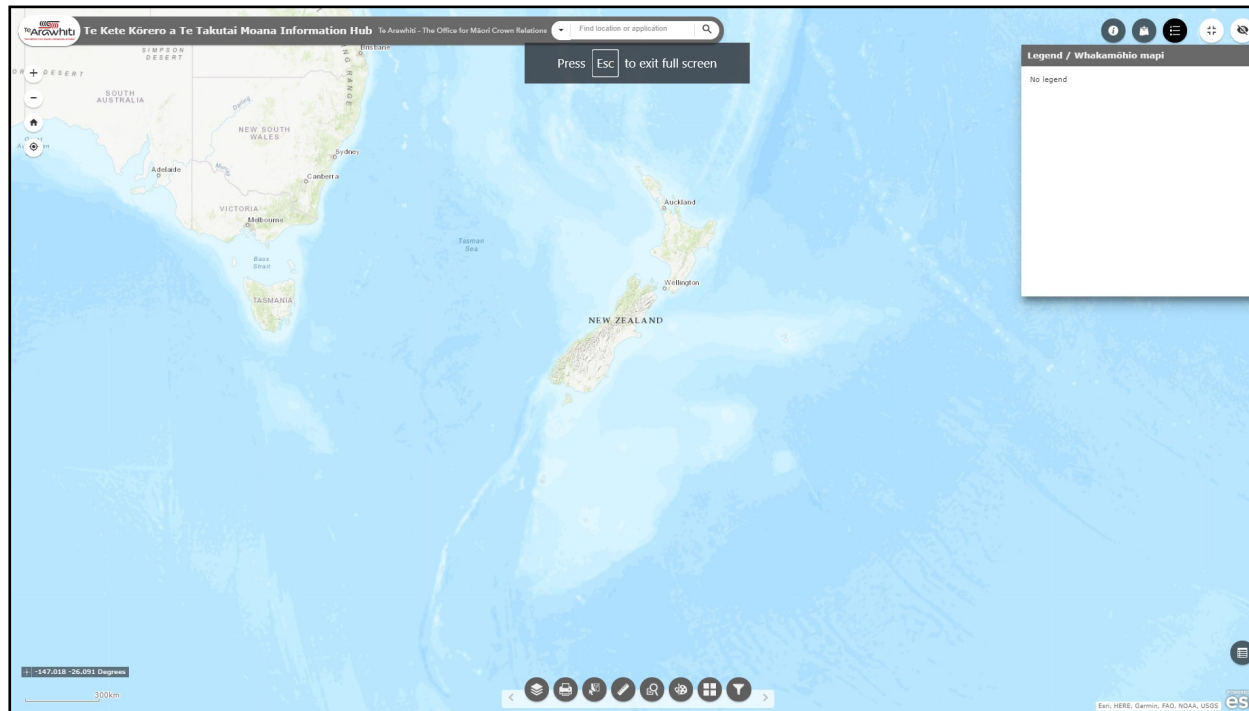 Te Arawhiti
Te Kete Kōrero a Te Takutai Moana Information Hub
Te Arawhiti - The Office for Māori Crown Relations
Find location or application
Press Esc to exit full screen
Legend / Whakamōhio mapi
No legend
SIMPSON
DESERT
Brisbane
DESERT
SOUTH
AUSTRALIA
Darling
RANGE
NEW SOUTH
WALES
Sydney
Adelaide
Murray
Canberra
VICTORIA
Melbourne
Bass
Strait
TASMANIA
Tasman
Sea
Auckland
Wellington
NEW ZEALAND
-147.018 -26.091 Degrees
300km
Esri, HERE, Garmin, FAO, NOAA, USGS